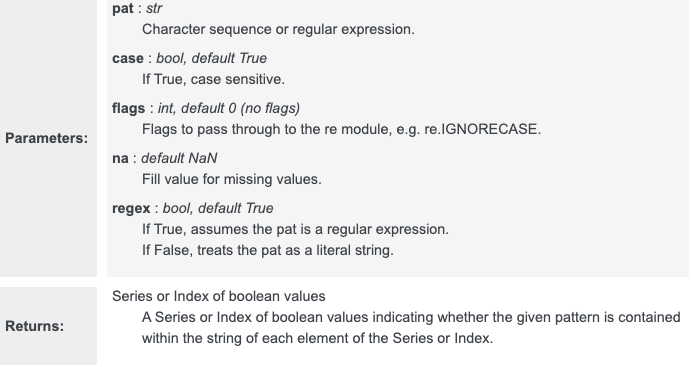 pat : str
Character sequence or regular expression.
case : bool, default True
If True, case sensitive.
flags : int, default 0 (no flags)
Flags to pass through to the re module, e.g. re.IGNORECASE.
Parameters:
na : default NaN
Fill value for missing values.
regex : bool, default True
If True, assumes the pat is a regular expression.
If False, treats the pat as a literal string.
Returns:
Series or Index of boolean values
A Series or Index of boolean values indicating whether the given pattern is contained
within the string of each element of the Series or Index.